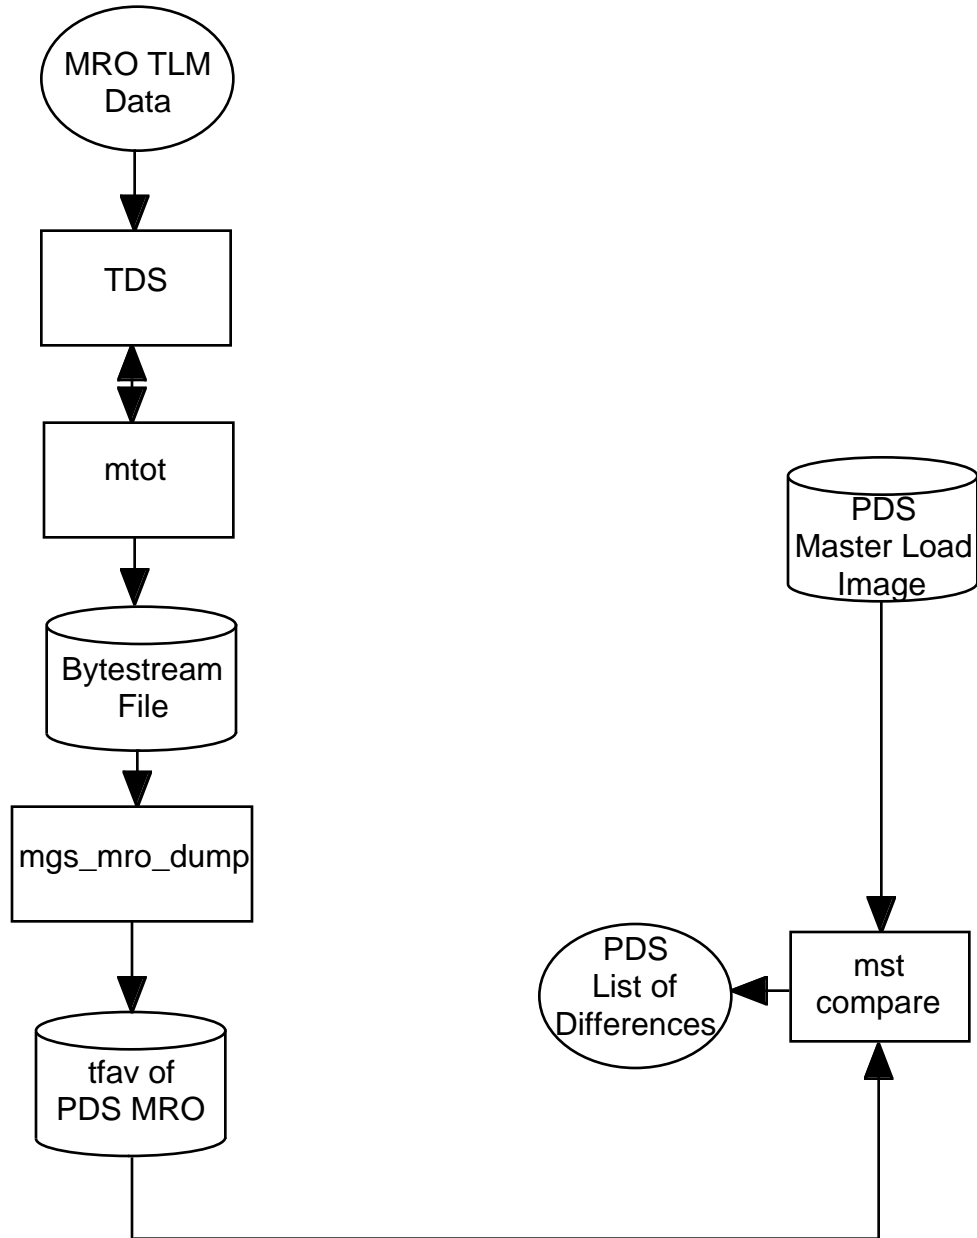 MRO TLM
Data
TDS
mtot
Bytestream
File
mgs_mro_dump
tfav of
PDS MRO
PDS
Master Load
Image
mst
compare
PDS
List of
Differences